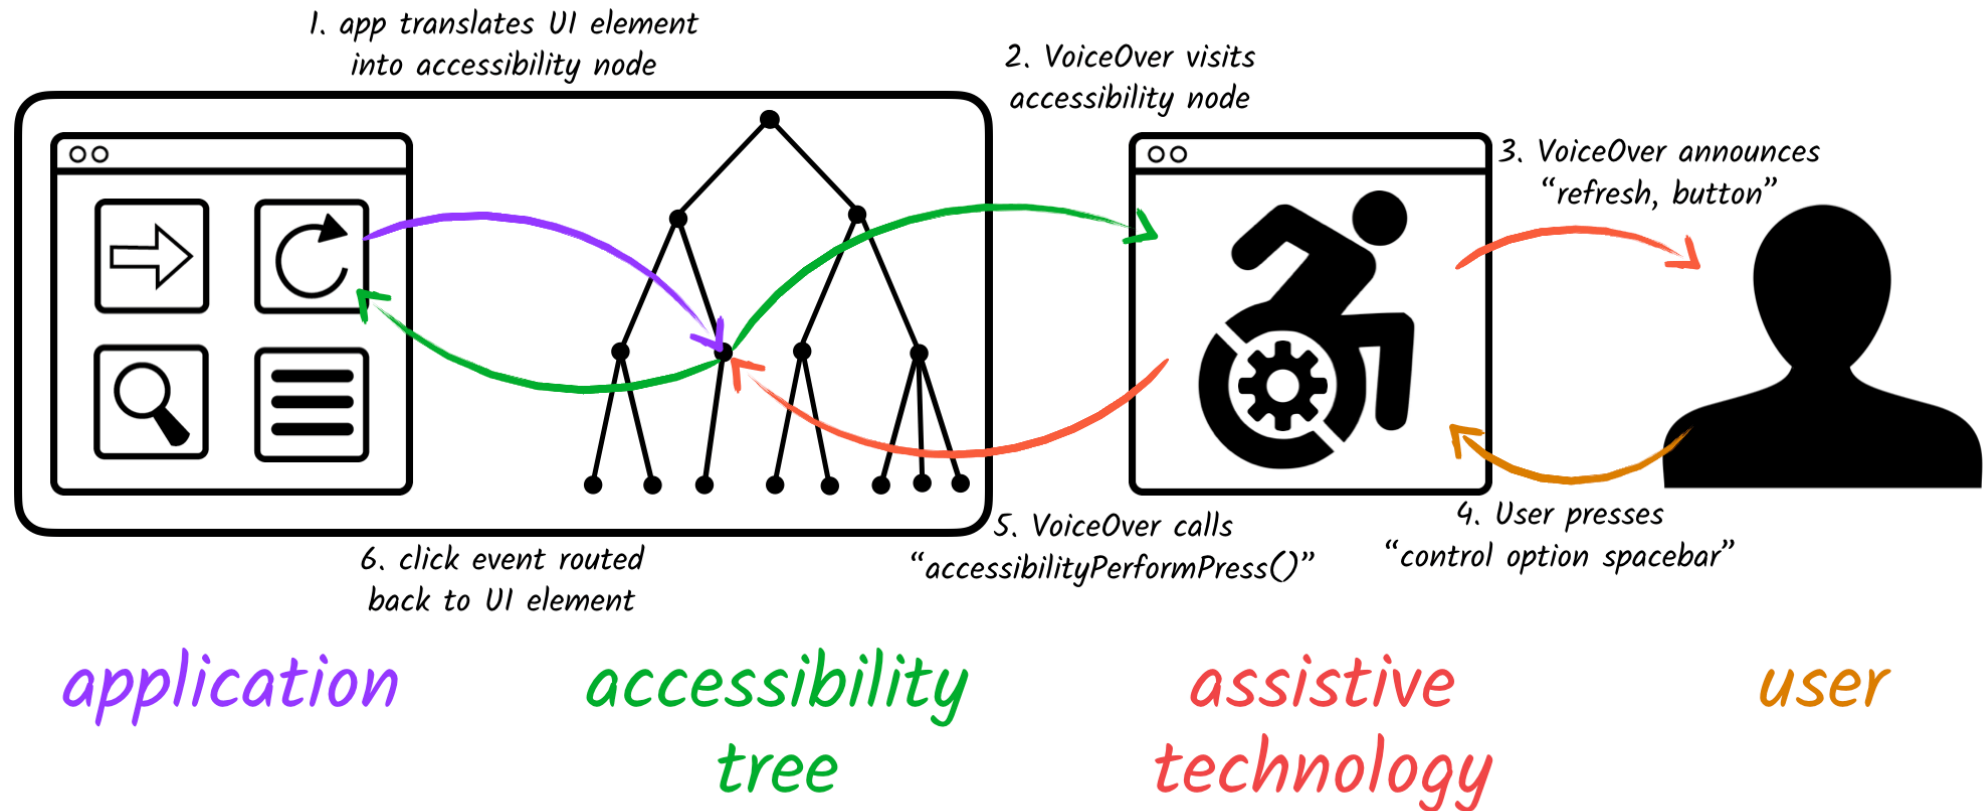 1. app translates UI element
into accessibility node
2. VoiceOver visits
accessibility node
3. VoiceOver announces
“refresh, button”
4. User presses
“control option spacebar”
5. VoiceOver calls
“accessibilityPerformPress()”
6. click event routed
back to UI element
application
accessibility
tree
assistive
technology
user